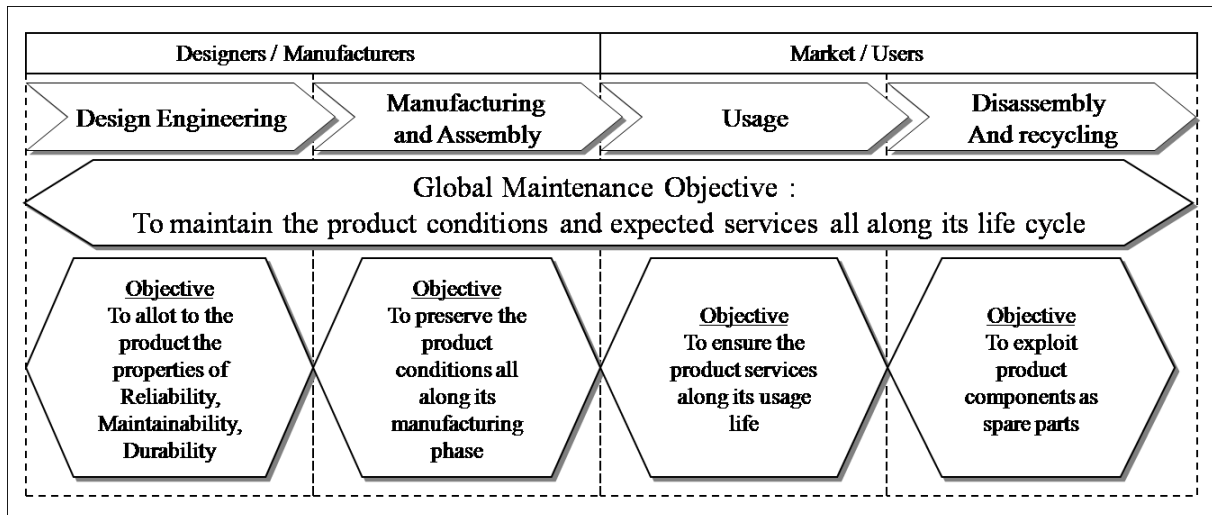 Designers / Manufacturers
Market / Users
Design Engineering
Manufacturing
and Assembly
Usage
Disassembly
And recycling
Global Maintenance Objective :
To maintain the product conditions and expected services all along its life cycle
Objective
To allot to the
product the
properties of
Reliability,
Maintainability,
Durability
Objective
To preserve the
product
conditions all
along its
manufacturing
phase
Objective
To ensure the
product services
along its usage
life
Objective
To exploit
product
components as
spare parts